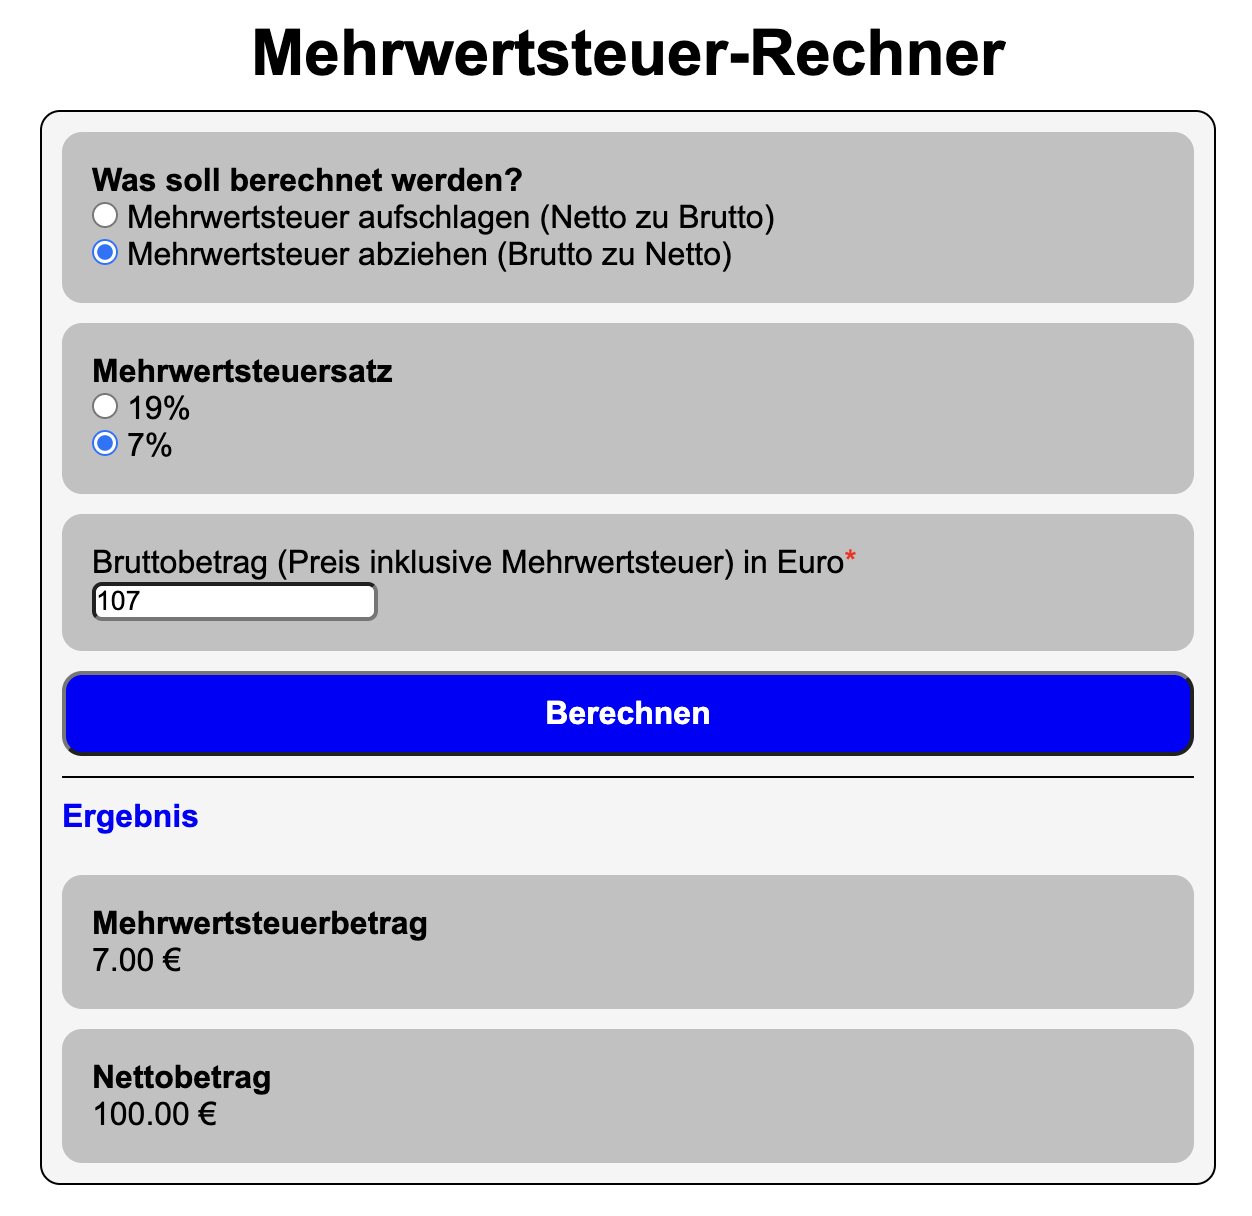 Mehrwertsteuer-Rechner
Was soll berechnet werden?
Mehrwertsteuer aufschlagen (Netto zu Brutto)
Mehrwertsteuer abziehen (Brutto zu Netto)
Mehrwertsteuersatz
19%
7%
Bruttobetrag (Preis inklusive Mehrwertsteuer) in Euro*
107
Berechnen
Ergebnis
Mehrwertsteuerbetrag
7.00 €
Nettobetrag
100.00 €